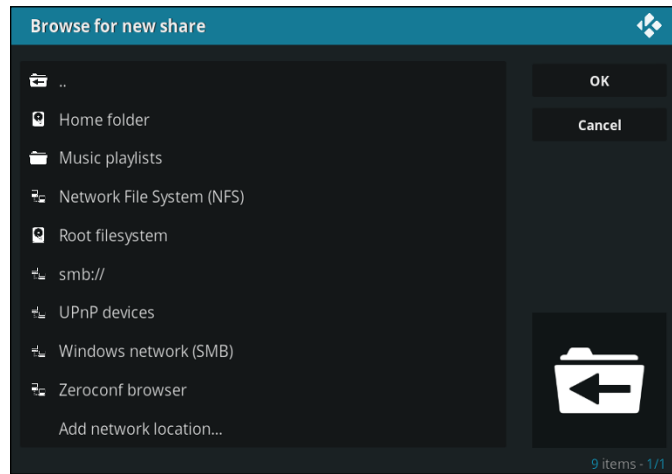 Browse for new share
..
Home folder
Music playlists
Network File System (NFS)
Root filesystem
smb://
UPnP devices
Windows network (SMB)
Zeroconf browser
Add network location...
OK
Cancel
9 items - 1/1